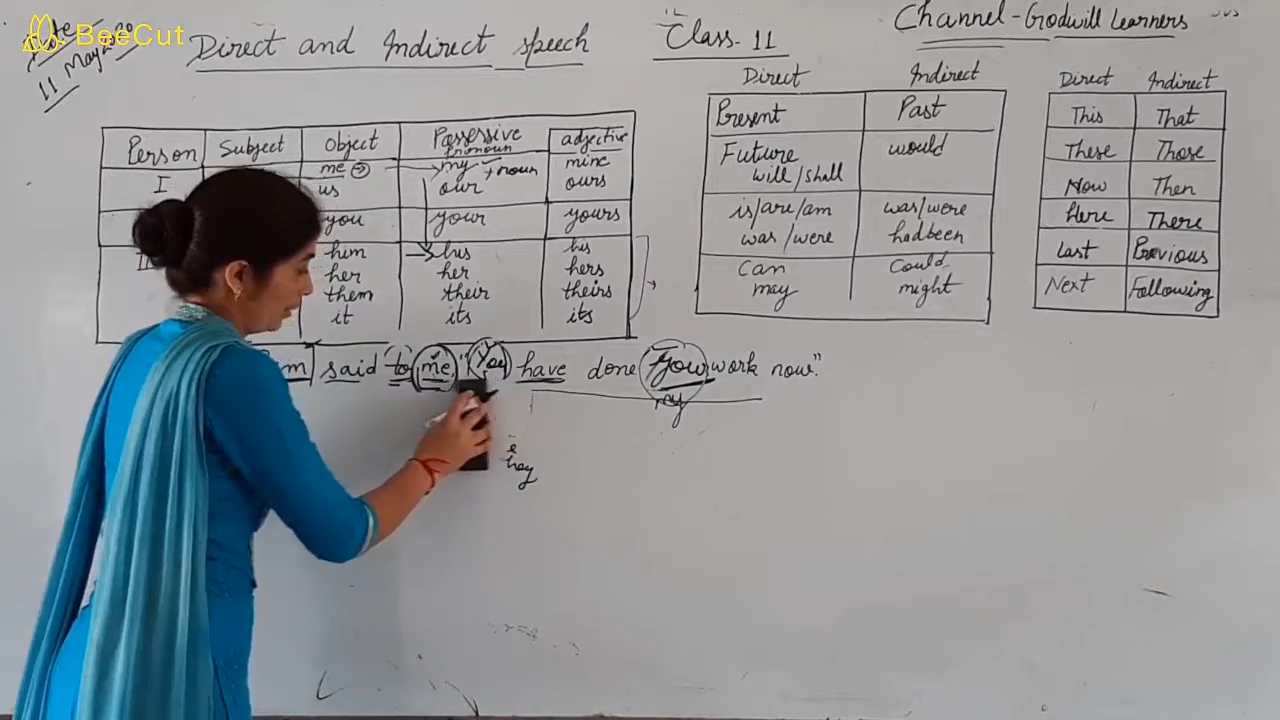 BeeCut
Date
11 May
Direct and Indirect speech
Class-11
Channel-Godwill Learners
Person Subject Object Possessive pronoun adjective
I me my + noun mine
us our ours
you your yours
him his his
her her hers
them their theirs
it its its
Direct Indirect
Present Past
Future would
will/shall
is/are/am was/were
was/were hadbeen
Can Could
may might
Direct Indirect
This That
These Those
Now Then
Here There
Last Previous
Next Following
said to me, "You have done your work now."
my